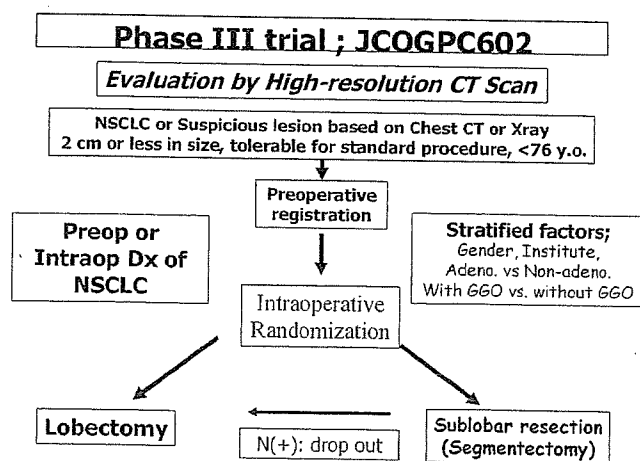 Phase III trial ; JCOGPC602
Evaluation by High-resolution CT Scan
NSCLC or Suspicious lesion based on Chest CT or Xray
2 cm or less in size, tolerable for standard procedure, <76 y.o.
Preoperative
registration
Preop or
Intraop Dx of
NSCLC
Stratified factors;
Gender, Institute,
Adeno. vs Non-adeno.
With GGO vs. without GGO
Intraoperative
Randomization
Lobectomy
N(+): drop out
Sublobar resection
(Segmentectomy)